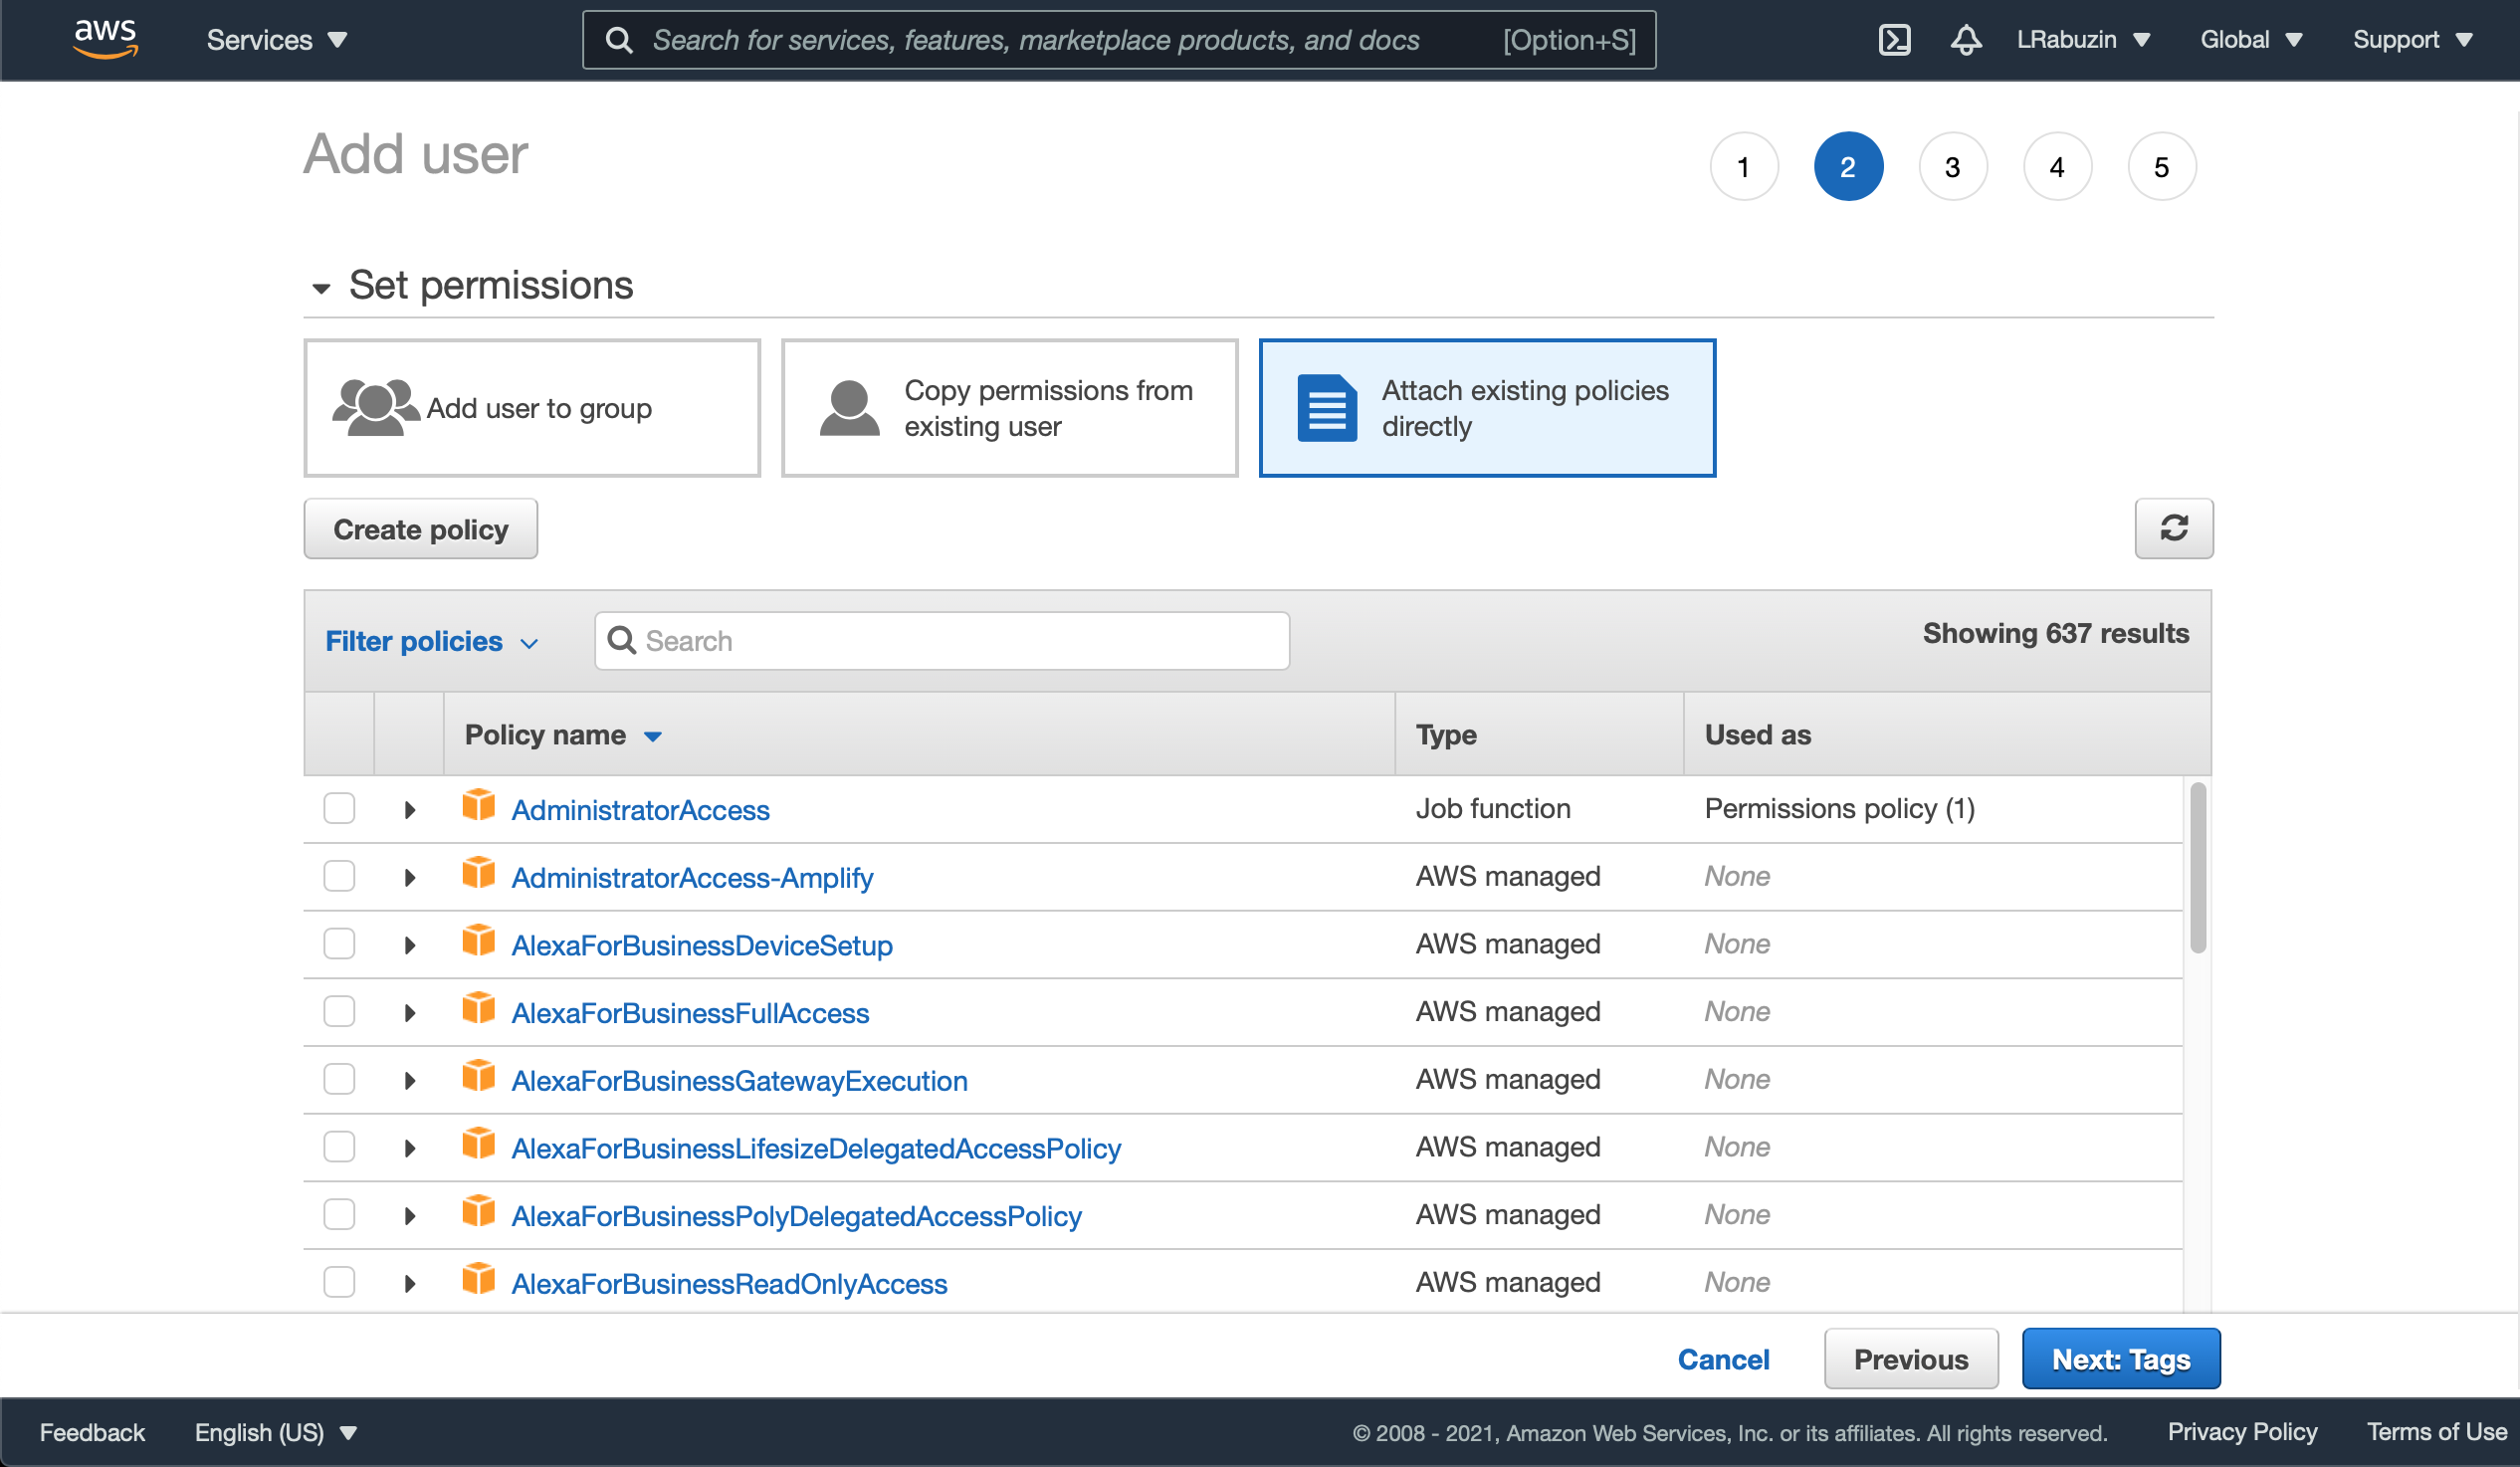 aws Services Search for services, features, marketplace products, and docs [Option+S] LRabuzin Global Support
Add user 1 2 3 4 5
Set permissions
Add user to group
Copy permissions from
existing user
Attach existing policies
directly
Create policy
Filter policies Search Showing 637 results
Policy name Type Used as
AdministratorAccess Job function Permissions policy (1)
AdministratorAccess-Amplify AWS managed None
AlexaForBusinessDeviceSetup AWS managed None
AlexaForBusinessFullAccess AWS managed None
AlexaForBusinessGatewayExecution AWS managed None
AlexaForBusinessLifesizeDelegatedAccessPolicy AWS managed None
AlexaForBusinessPolyDelegatedAccessPolicy AWS managed None
AlexaForBusinessReadOnlyAccess AWS managed None
Cancel Previous Next: Tags
Feedback English (US) © 2008 - 2021, Amazon Web Services, Inc. or its affiliates. All rights reserved. Privacy Policy Terms of Use